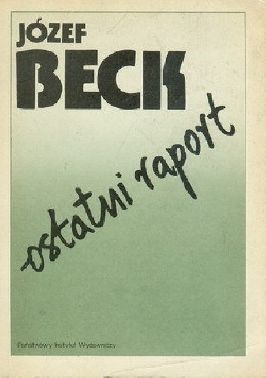 JÓZEF
BECK
ostatni raport
Państwowy Instytut Wydawniczy